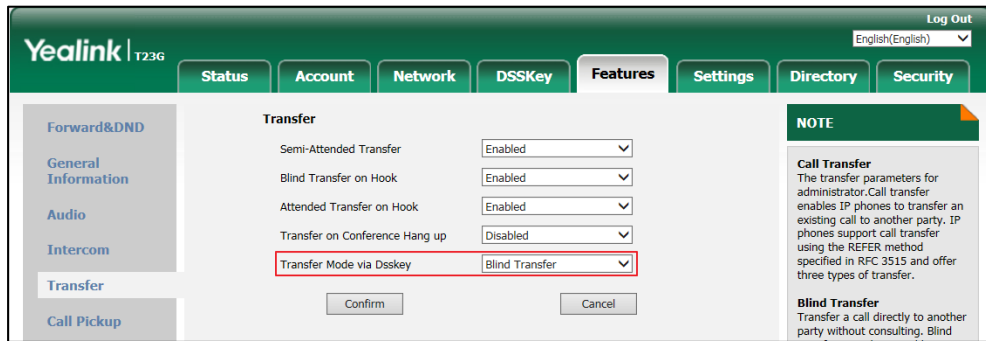 Log Out
Yealink | T23G
English(English)
Status Account Network DSSKey Features Settings Directory Security
Forward&DND
General
Information
Audio
Intercom
Transfer
Call Pickup
Transfer
Semi-Attended Transfer Enabled
Blind Transfer on Hook Enabled
Attended Transfer on Hook Enabled
Transfer on Conference Hang up Disabled
Transfer Mode via Dsskey Blind Transfer
Confirm Cancel
NOTE
Call Transfer
The transfer parameters for
administrator.Call transfer
enables IP phones to transfer an
existing call to another party. IP
phones support call transfer
using the REFER method
specified in RFC 3515 and offer
three types of transfer.
Blind Transfer
Transfer a call directly to another
party without consulting. Blind